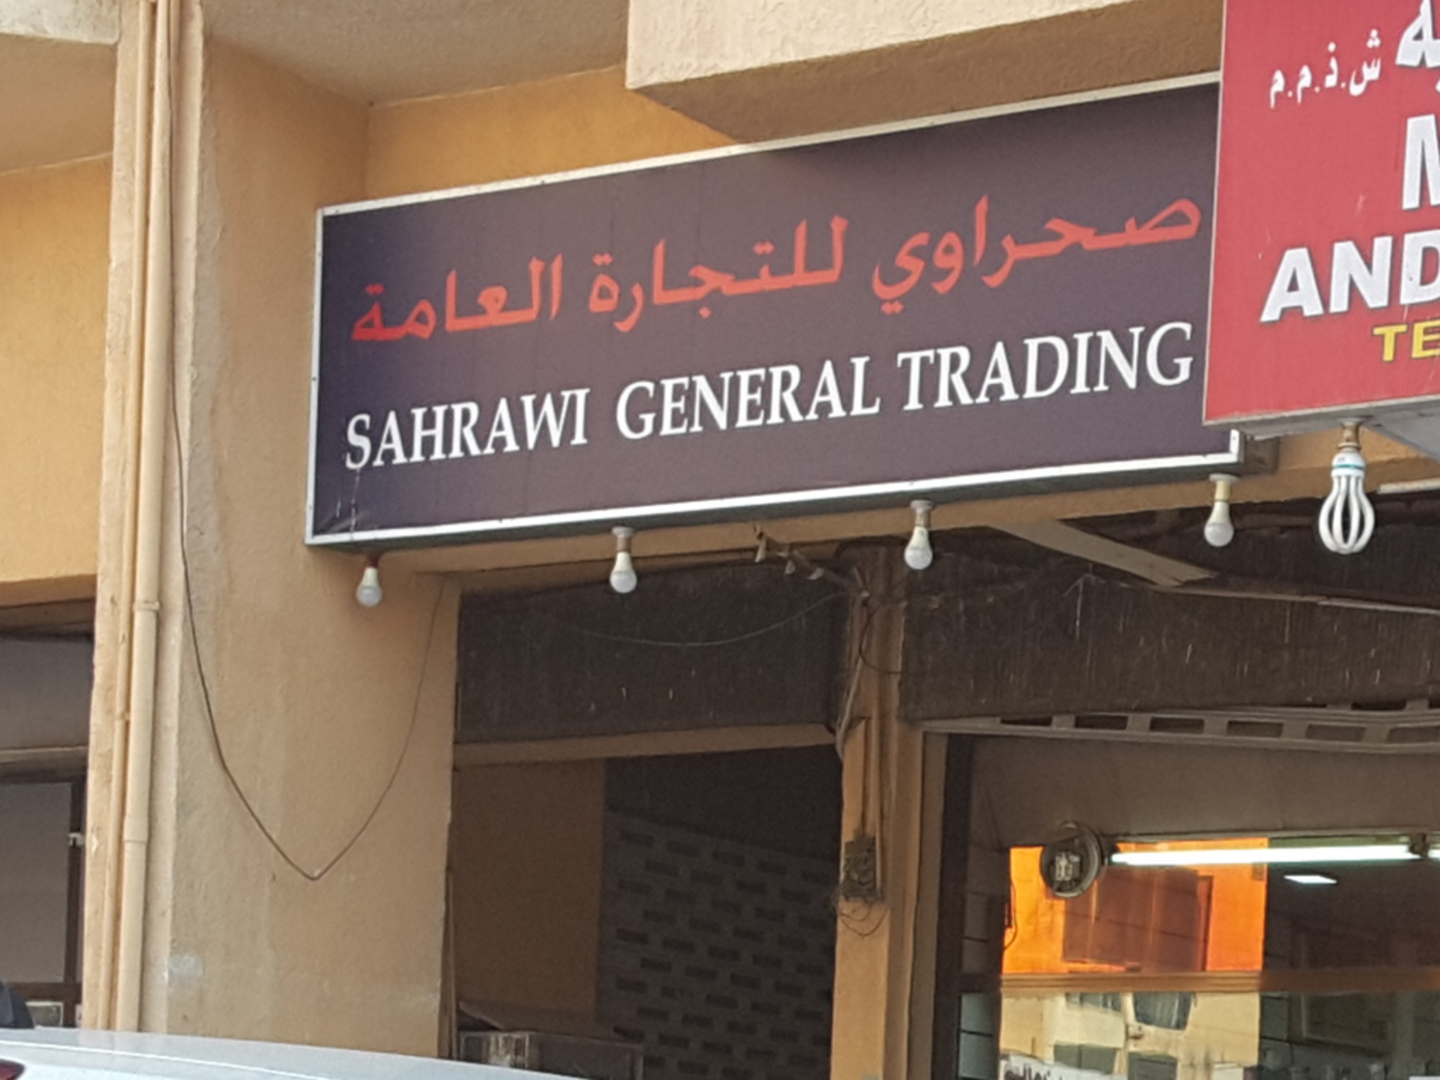 صحراوي للتجارة العامة
SAHRAWI GENERAL TRADING
ش.ذ.م.م
AND